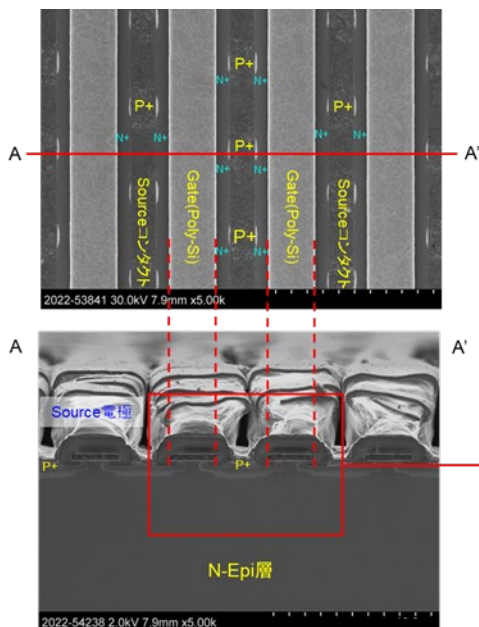 P+
N+ N+
P+
P+
N+ N+
N+ N+
A
P+
A'
N+ N+
Sourceコンタクト
Gate(Poly-Si)
P+
Gate(Poly-Si)
Sourceコンタクト
N+ N+
2022-53841 30.0kV 7.9mm x5.00k
A
A'
Source電極
P+
P+
N-Epi層
2022-54238 2.0kV 7.9mm x5.00k